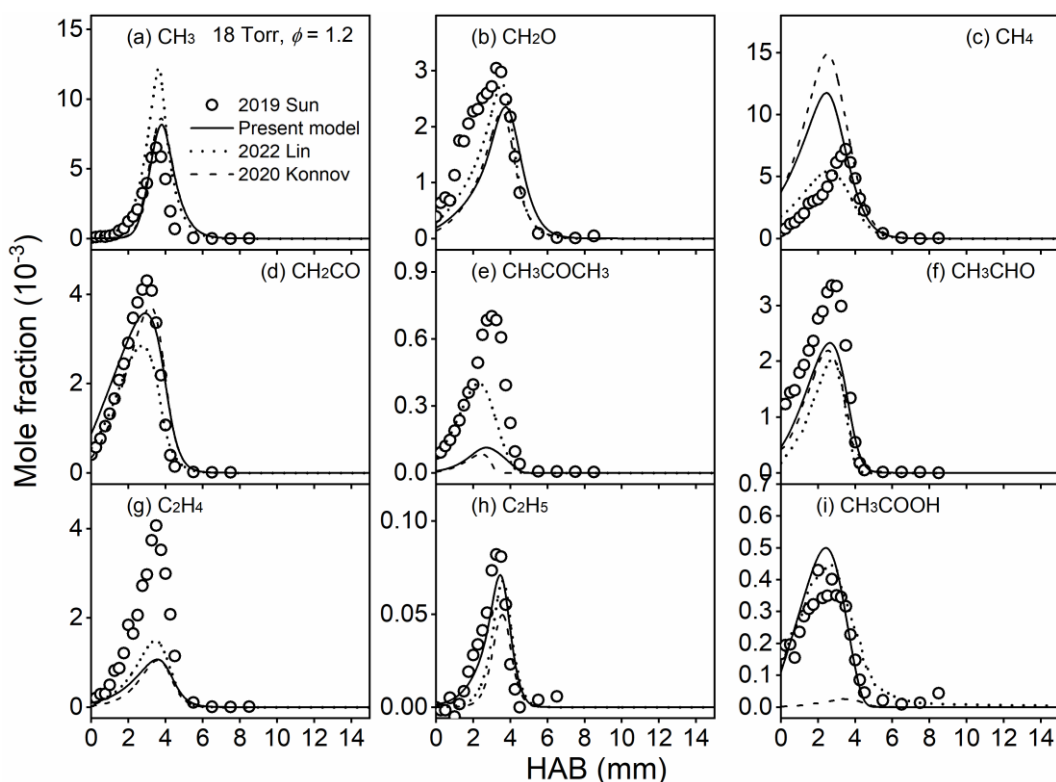 15
(a) CH3
18 Torr, ϕ = 1.2
10
2019 Sun
Present model
2022 Lin
2020 Konnov
5
0
(b) CH2O
3
2
1
0
(c) CH4
15
10
5
0
(d) CH2CO
4
2
0
(e) CH3COCH3
0.9
0.6
0.3
0.0
(f) CH3CHO
3
2
1
0
(g) C2H4
4
2
0
0 2 4 6 8 10 12 14
(h) C2H5
0.10
0.05
0.00
0 2 4 6 8 10 12 14
(i) CH3COOH
0.7
0.6
0.5
0.4
0.3
0.2
0.1
0.0
0 2 4 6 8 10 12 14
Mole fraction (10-3)
HAB (mm)